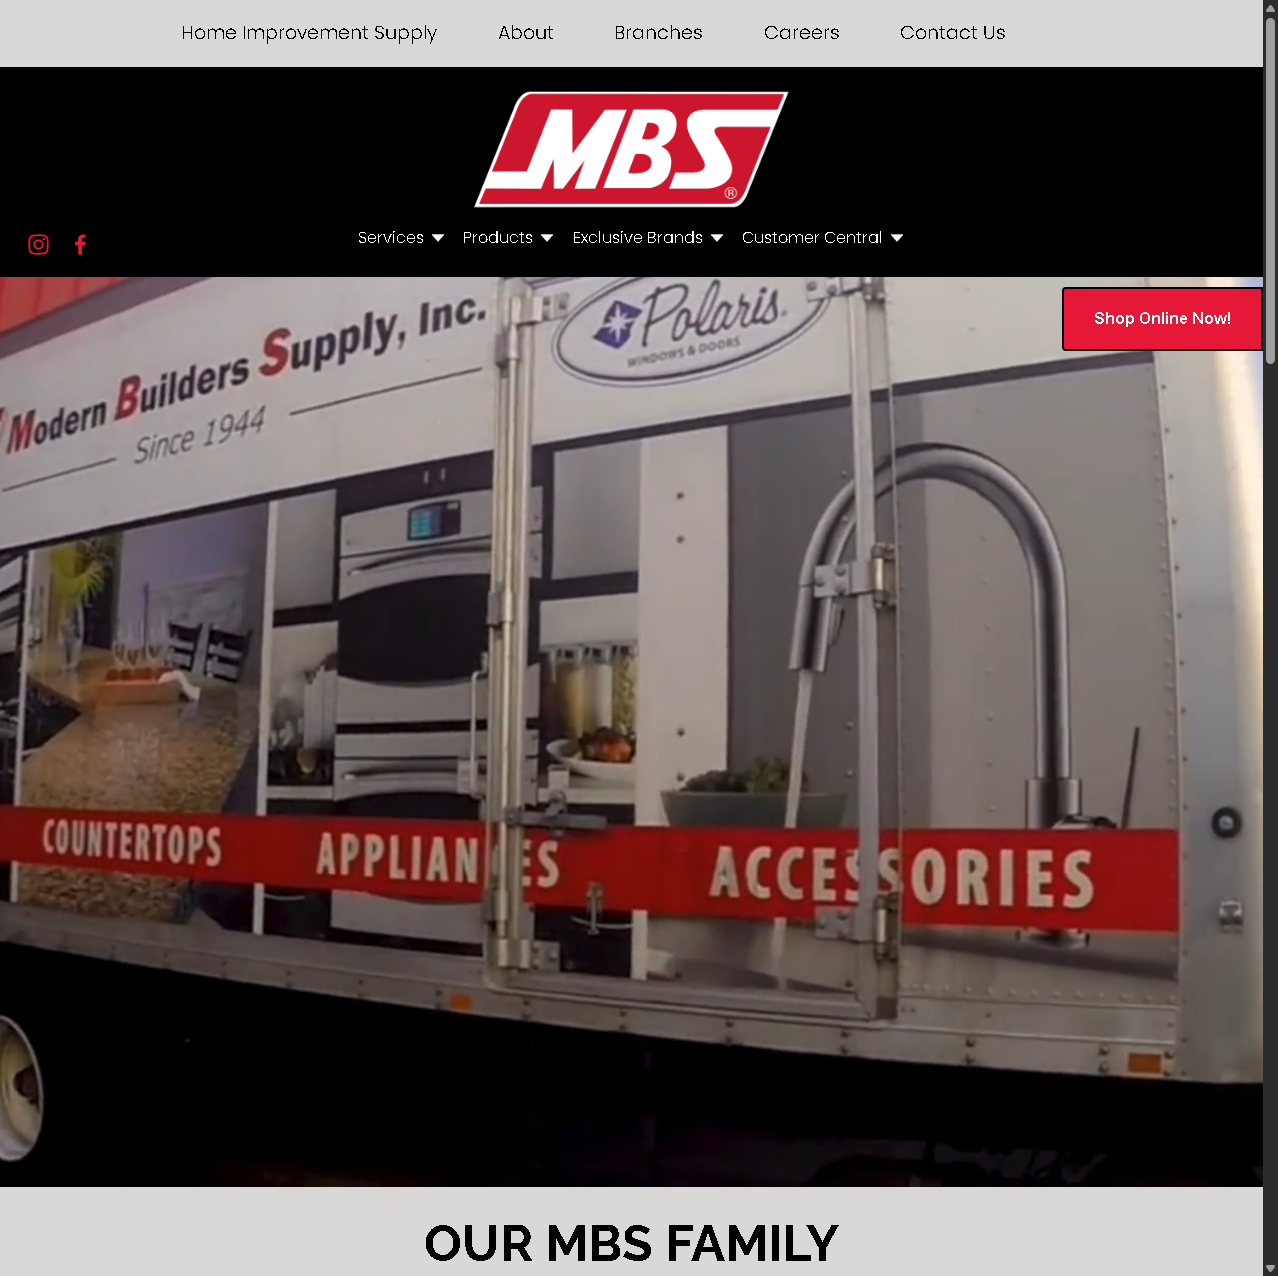 Home Improvement Supply About Branches Careers Contact Us
MBS®
Services Products Exclusive Brands Customer Central
Shop Online Now!
Modern Builders Supply, Inc.
Since 1944
Polaris
WINDOWS & DOORS
COUNTERTOPS APPLIANCES ACCESSORIES
OUR MBS FAMILY